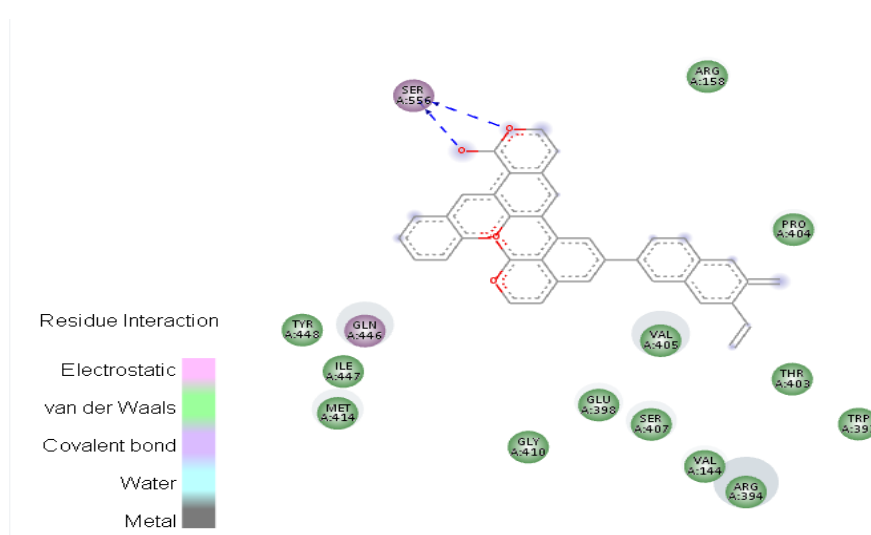 ARG
A:158
SER
A:556
O
O
PRO
A:404
O
O
Residue Interaction
TYR
A:448
GLN
A:446
VAL
A:405
Electrostatic
ILE
A:447
THR
A:403
van der Waals
MET
A:414
GLU
A:398
SER
A:407
TRP
Covalent bond
GLY
A:410
VAL
A:144
Water
ARG
A:394
Metal